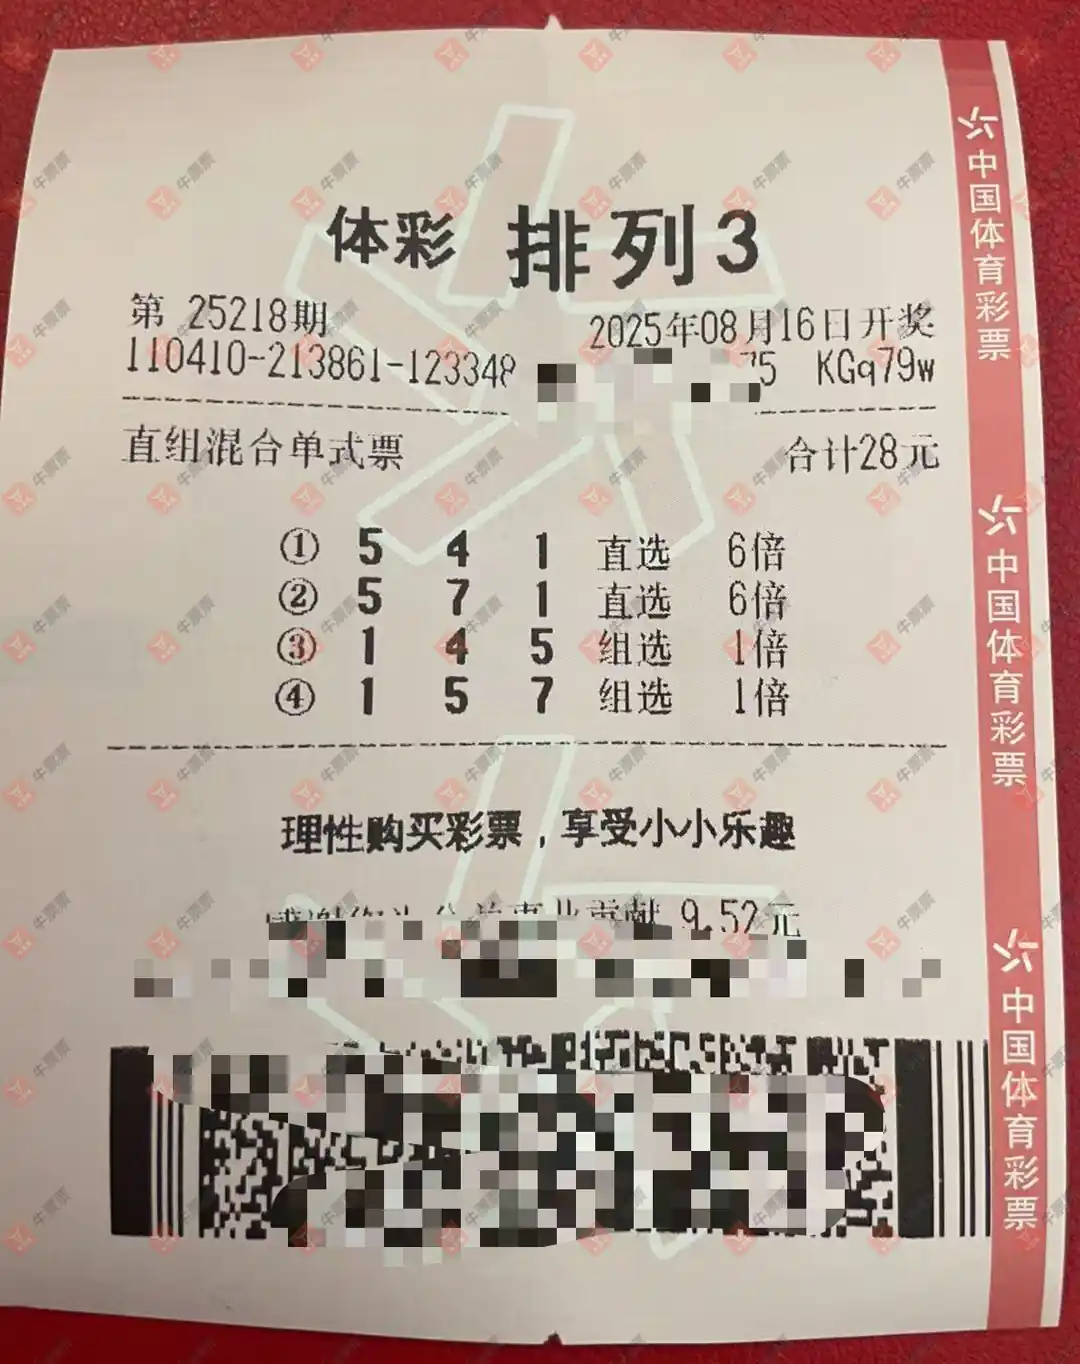 体彩 排列3
第 25218期 2025年08月16日开奖
110410-213861-123348 75 KGq79w
直组混合单式票 合计28元
① 5 4 1 直选 6倍
② 5 7 1 直选 6倍
③ 1 4 5 组选 1倍
④ 1 5 7 组选 1倍
理性购买彩票，享受小小乐趣
贡献 9.52元
中国体育彩票
中国体育彩票
中国体育彩票
牛票票